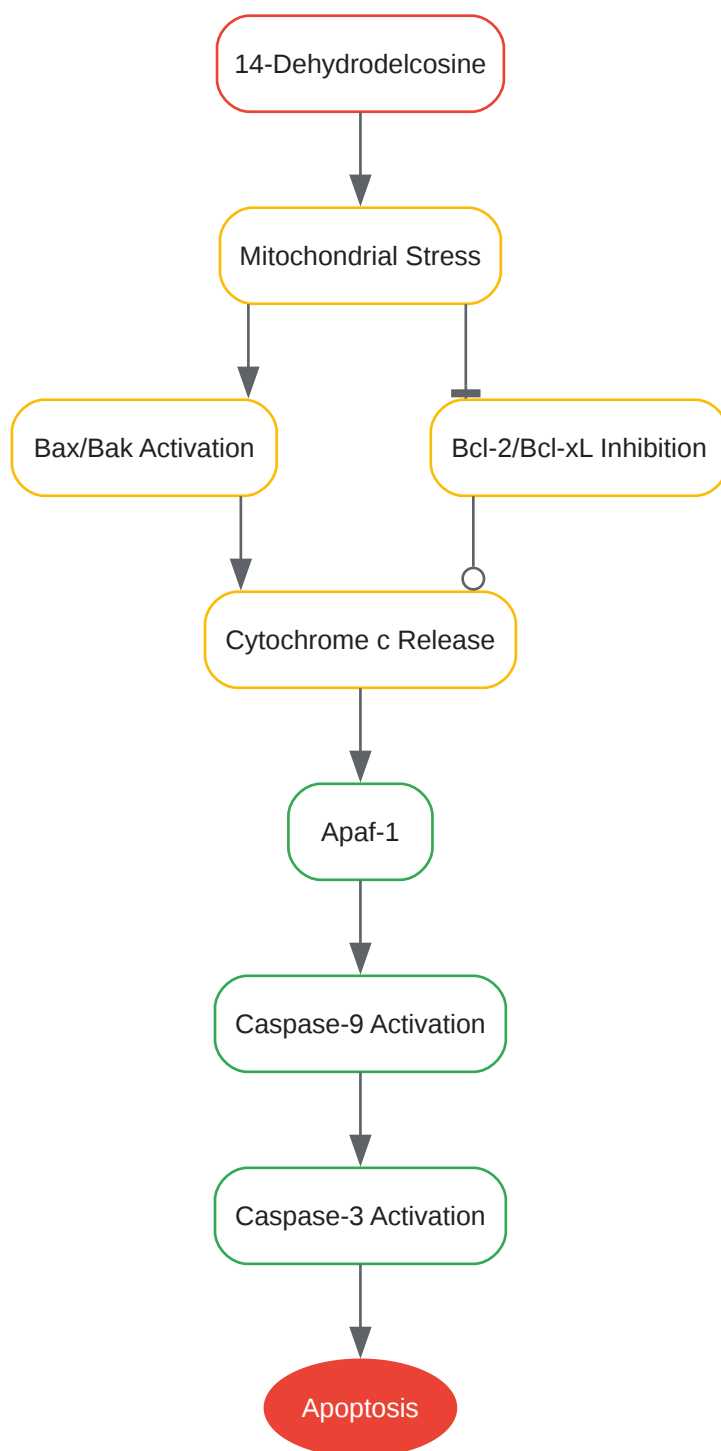 14-Dehydrodelcosine
Mitochondrial Stress
Bax/Bak Activation
Bcl-2/Bcl-xL Inhibition
Cytochrome c Release
Apaf-1
Caspase-9 Activation
Caspase-3 Activation
Apoptosis